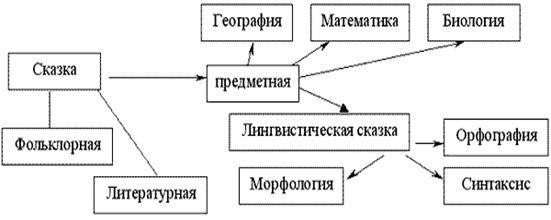 География
Математика
Биология
Сказка
предметная
Лингвистическая сказка
Орфография
Фольклорная
Морфология
Синтаксис
Литературная